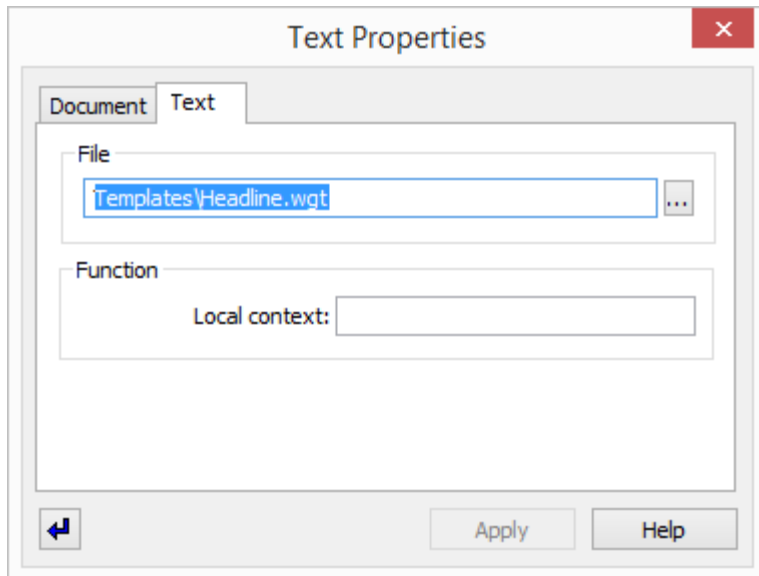 Text Properties
Document Text
File
Templates\Headline.wgt ...
Function
Local context:
Apply Help